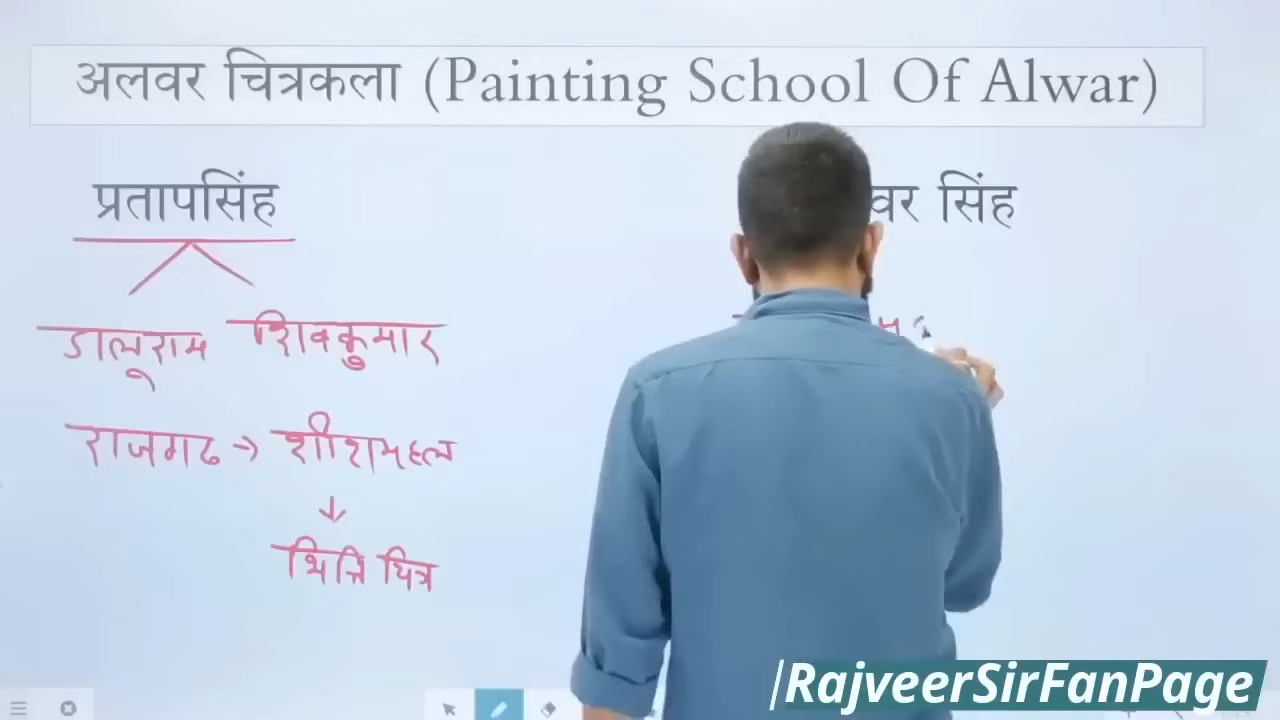 अलवर चित्रकला (Painting School Of Alwar)
प्रतापसिंह
वर सिंह
डालूराम शिवकुमार
राजगढ → शीशमहल
↓
भित्ति चित्र
/RajveerSirFanPage